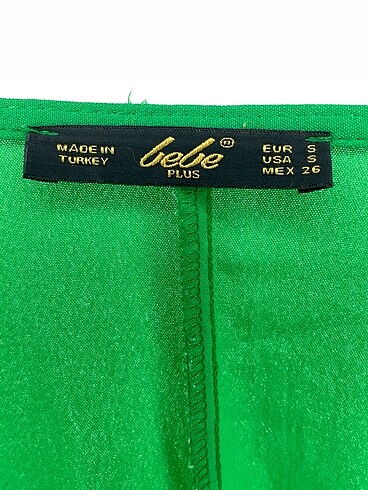 MADE IN
TURKEY
bebe®
PLUS
EUR S
USA S
MEX 26